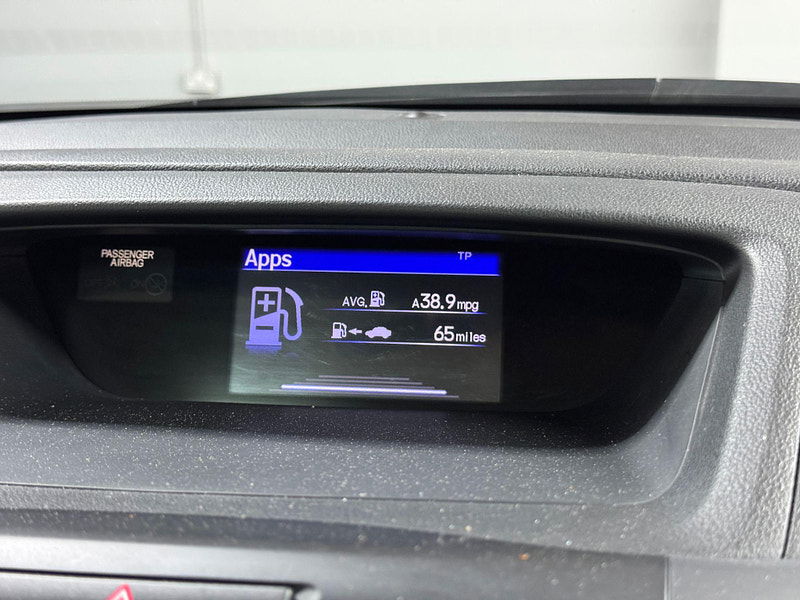 PASSENGER
AIRBAG
Apps TP
AVG. A38.9mpg
65miles